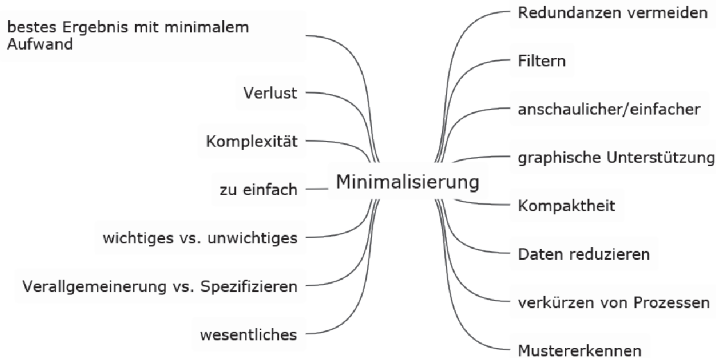 bestes Ergebnis mit minimalem
Aufwand
Verlust
Komplexität
zu einfach
wichtiges vs. unwichtiges
Verallgemeinerung vs. Spezifizieren
wesentliches
Minimalisierung
Redundanzen vermeiden
Filtern
anschaulicher/einfacher
graphische Unterstützung
Kompaktheit
Daten reduzieren
verkürzen von Prozessen
Mustererkennen